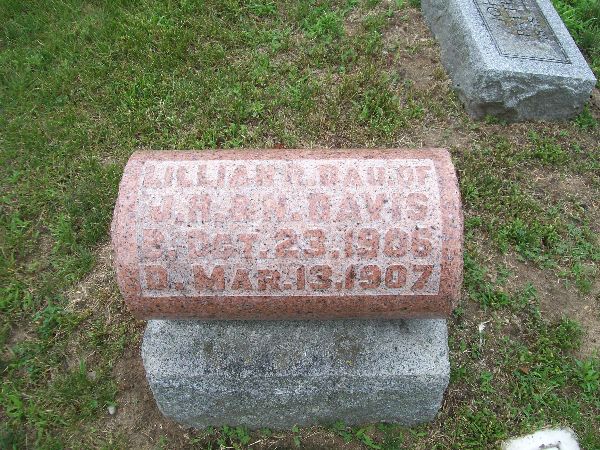 LILLIAN R. DAU. OF
J.R. & M. DAVIS
B. OCT. 23, 1905
D. MAR. 13, 1907